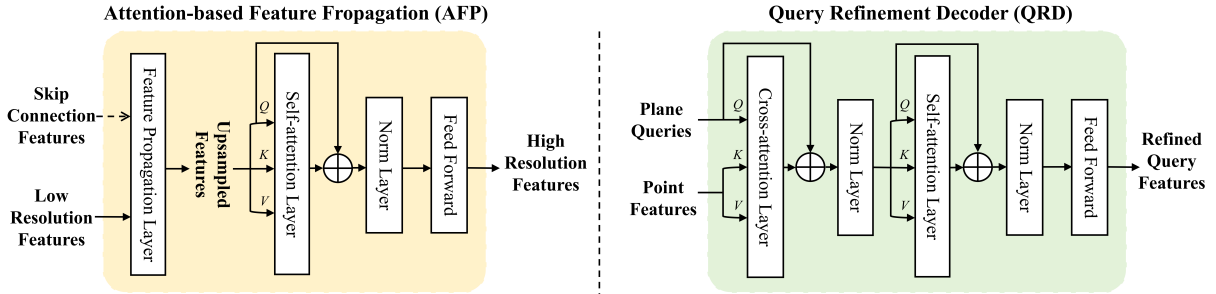 Attention-based Feature Propagation (AFP)
Skip
Connection
Features
Low
Resolution
Features
Feature Propagation Layer
Upsampled
Features
Q
K
V
Self-attention Layer
Norm Layer
Feed Forward
High
Resolution
Features
Query Refinement Decoder (QRD)
Plane
Queries
Point
Features
Q
K
V
Cross-attention Layer
Norm Layer
Q
K
V
Self-attention Layer
Norm Layer
Feed Forward
Refined
Query
Features